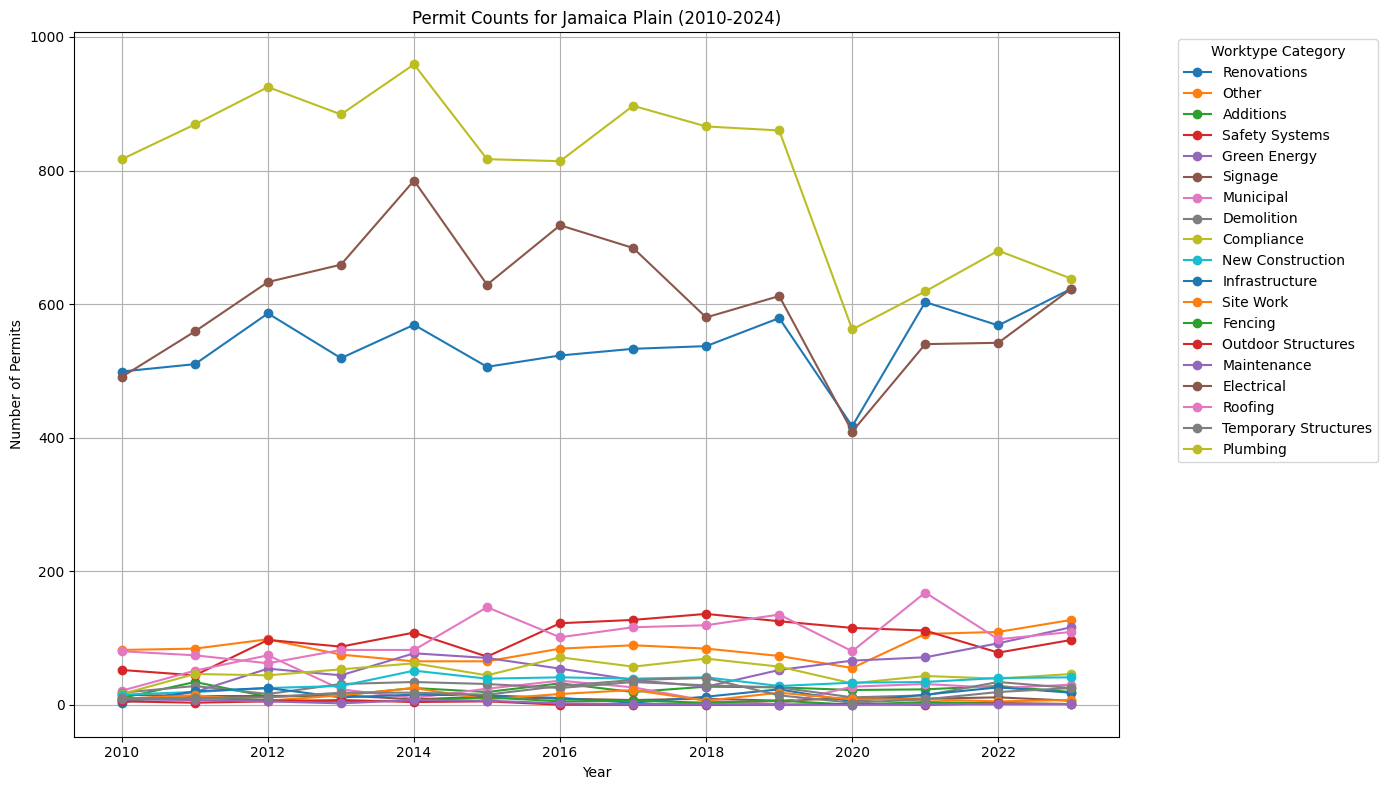 Permit Counts for Jamaica Plain (2010-2024)
1000
800
600
400
200
0
Number of Permits
2010
2012
2014
2016
2018
2020
2022
Year
Worktype Category
Renovations
Other
Additions
Safety Systems
Green Energy
Signage
Municipal
Demolition
Compliance
New Construction
Infrastructure
Site Work
Fencing
Outdoor Structures
Maintenance
Electrical
Roofing
Temporary Structures
Plumbing